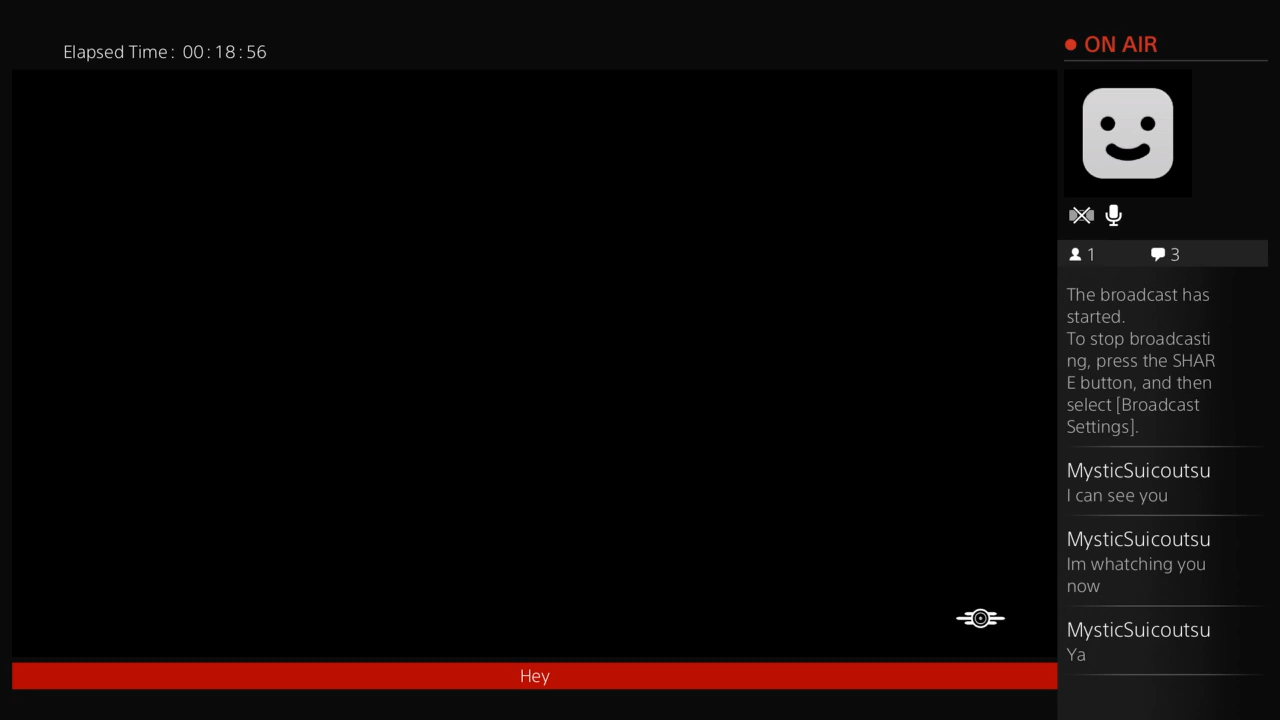 Elapsed Time: 00:18:56
ON AIR
1
3
The broadcast has
started.
To stop broadcasti
ng, press the SHAR
E button, and then
select [Broadcast
Settings].
MysticSuicoutsu
I can see you
MysticSuicoutsu
Im whatching you
now
MysticSuicoutsu
Ya
Hey